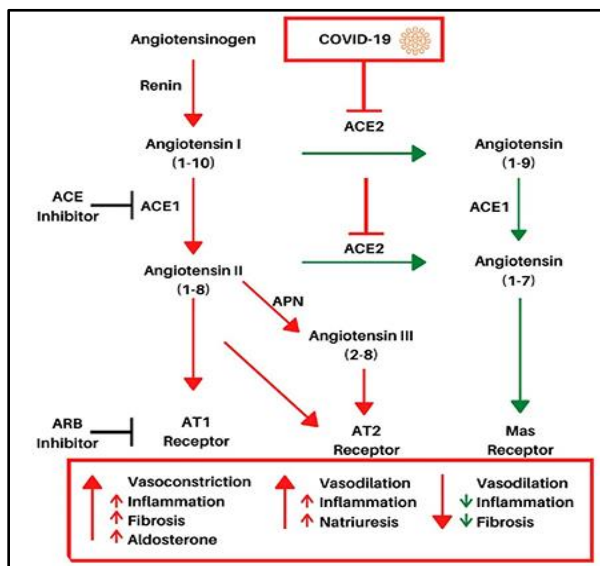 Angiotensinogen
COVID-19
Renin
ACE2
Angiotensin I
(1-10)
Angiotensin
(1-9)
ACE
Inhibitor
ACE1
ACE1
ACE2
Angiotensin II
(1-8)
Angiotensin
(1-7)
APN
Angiotensin III
(2-8)
ARB
Inhibitor
AT1
Receptor
AT2
Receptor
Mas
Receptor
Vasoconstriction
↑ Inflammation
↑ Fibrosis
↑ Aldosterone
Vasodilation
↑ Inflammation
↑ Natriuresis
Vasodilation
↓ Inflammation
↓ Fibrosis